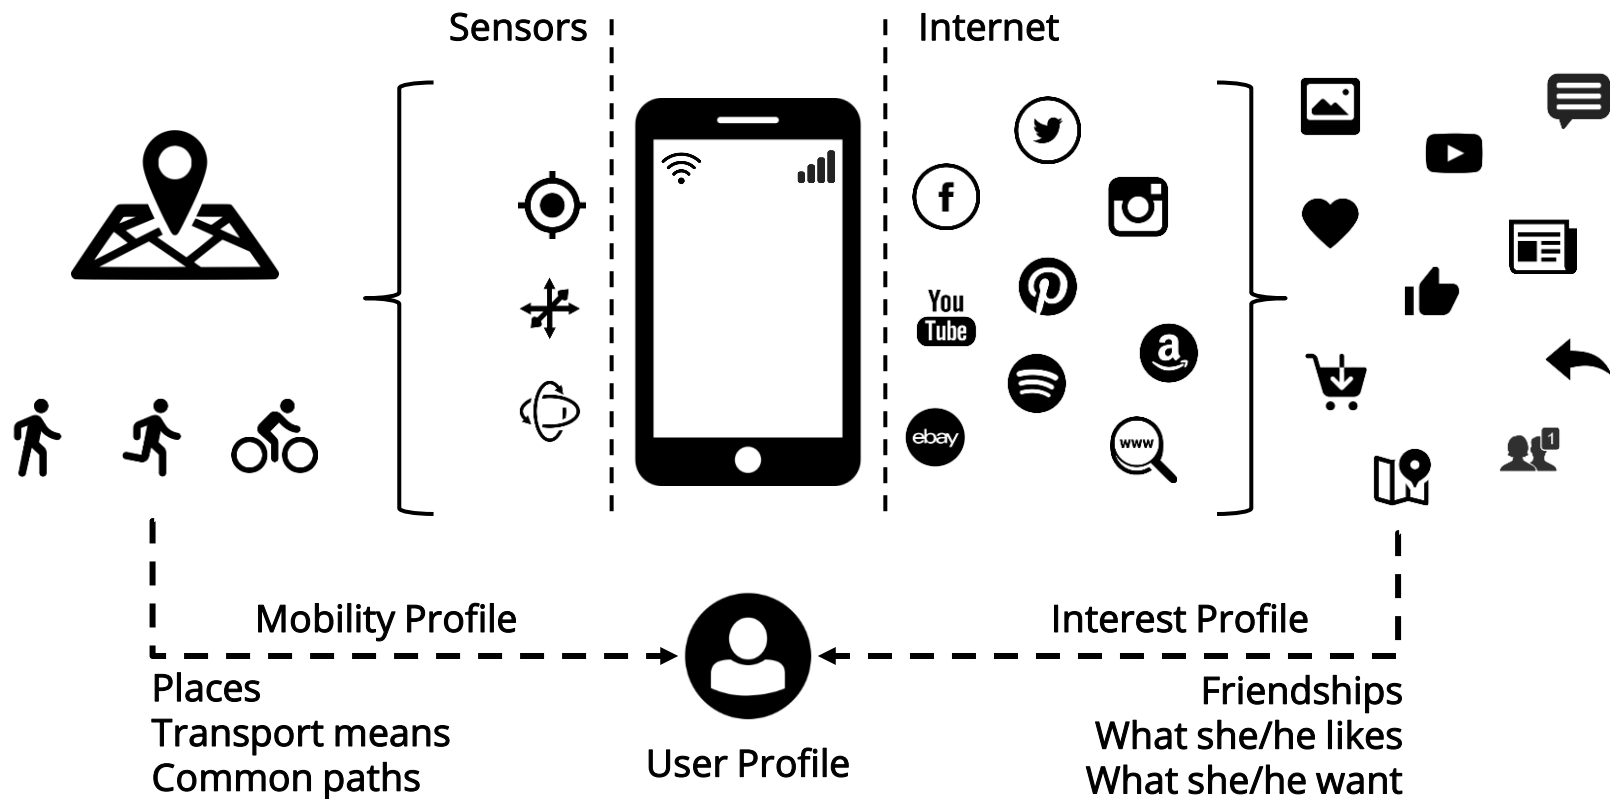 Sensors
Internet
f
You
Tube
a
ebay
www
1
Mobility Profile
Interest Profile
Places
Transport means
Common paths
User Profile
Friendships
What she/he likes
What she/he want